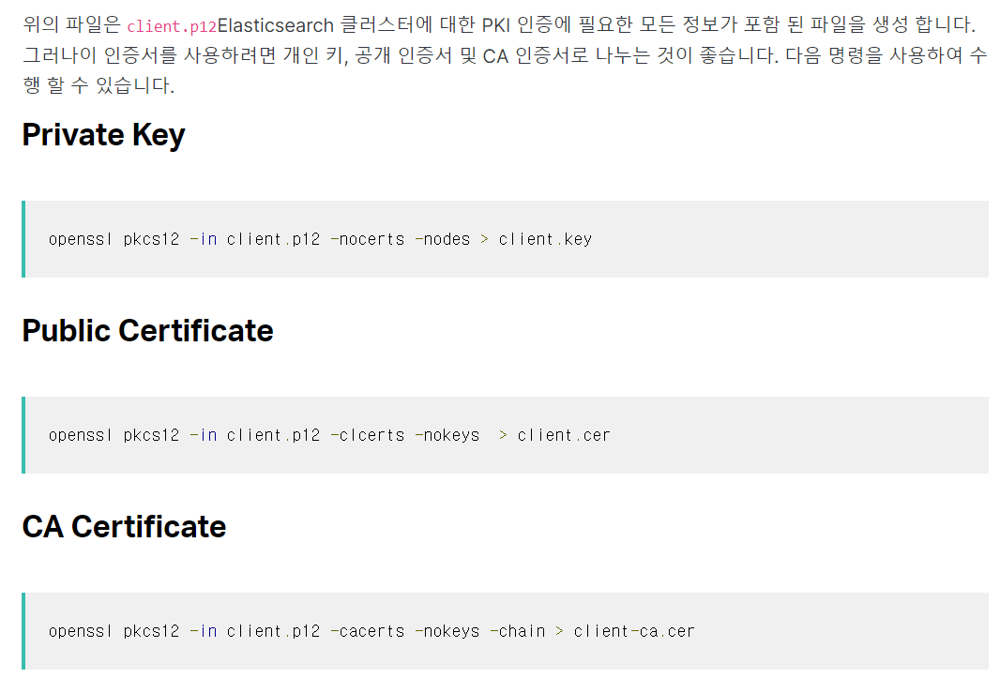 위의 파일은 client.p12Elasticsearch 클러스터에 대한 PKI 인증에 필요한 모든 정보가 포함 된 파일을 생성 합니다.
그러나이 인증서를 사용하려면 개인 키, 공개 인증서 및 CA 인증서로 나누는 것이 좋습니다. 다음 명령을 사용하여 수
행 할 수 있습니다.
Private Key
openssl pkcs12 -in client.p12 -nocerts -nodes > client.key
Public Certificate
openssl pkcs12 -in client.p12 -clcerts -nokeys  > client.cer
CA Certificate
openssl pkcs12 -in client.p12 -cacerts -nokeys -chain > client-ca.cer